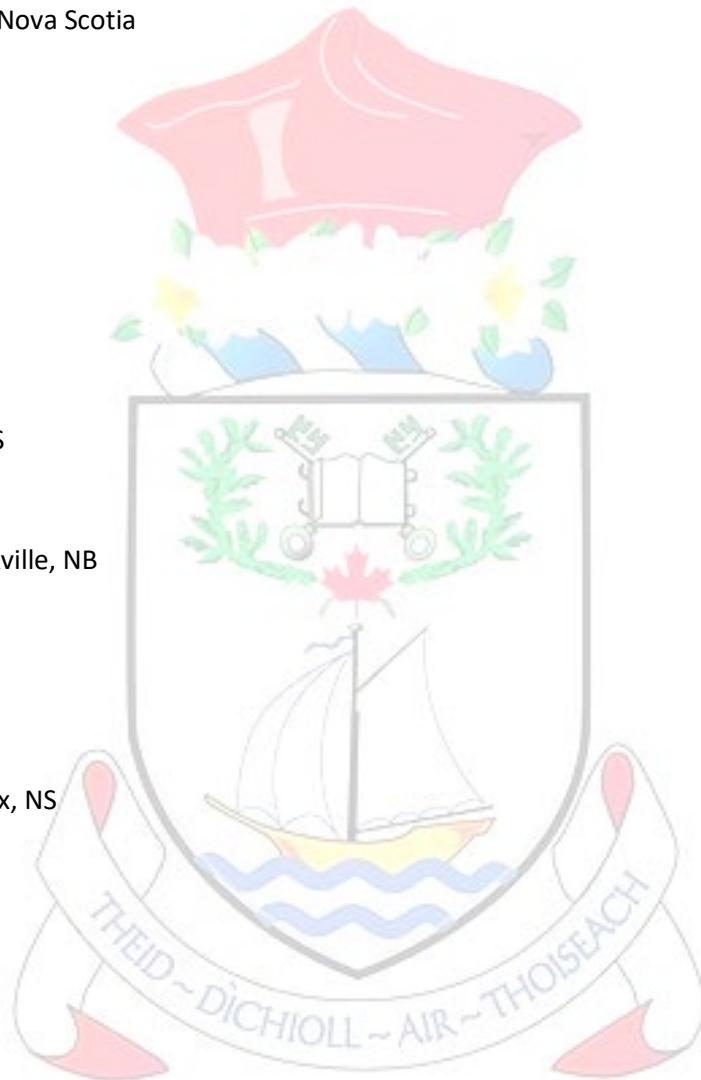 Nova Scotia
S
ville, NB
x, NS
THEID ~ DÌCHIOLL ~ AIR ~ THOISEACH